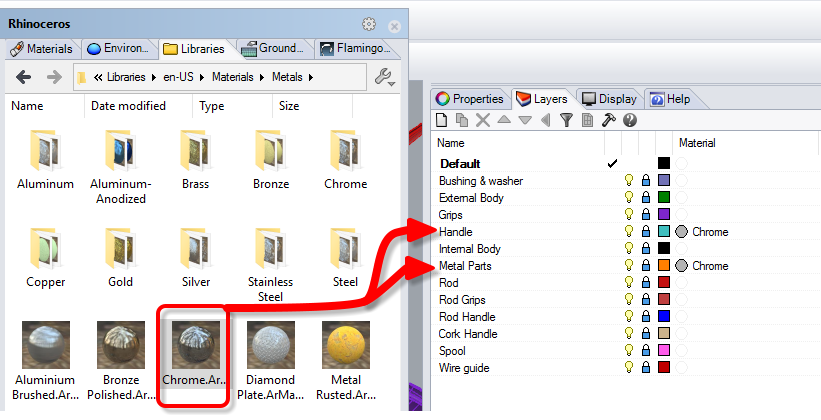 Rhinoceros
Materials Environ... Libraries Ground... Flamingo...
« Libraries en-US Materials Metals
Name Date modified Type Size
Aluminum Aluminum-Anodized Brass Bronze Chrome
Copper Gold Silver Stainless Steel Steel
Aluminium Brushed.Ar... Bronze Polished.Ar... Chrome.Ar... Diamond Plate.ArMa... Metal Rusted.Ar...
Properties Layers Display Help
Name Material
Default
Bushing & washer
External Body
Grips
Handle Chrome
Internal Body
Metal Parts Chrome
Rod
Rod Grips
Rod Handle
Cork Handle
Spool
Wire guide